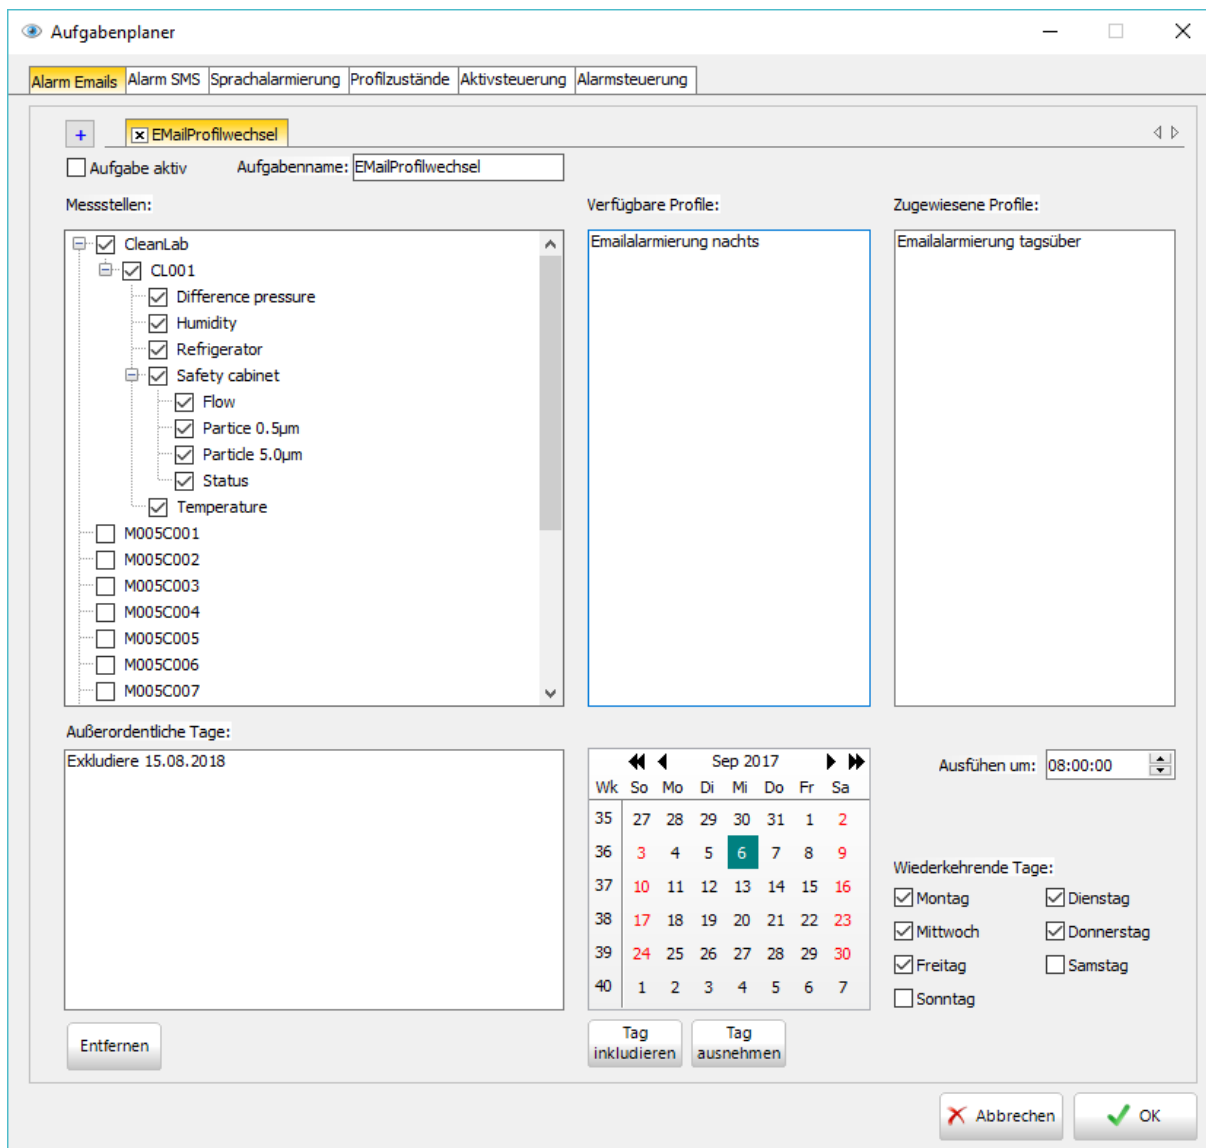 Aufgabenplaner
Alarm Emails Alarm SMS Sprachalarmierung Profilzustände Aktivsteuerung Alarmsteuerung
+ EMailProfilwechsel
Aufgabe aktiv Aufgabenname: EMailProfilwechsel
Messstellen: Verfügbare Profile: Zugewiesene Profile:
CleanLab Emailalarmierung nachts Emailalarmierung tagsüber
CL001
Difference pressure
Humidity
Refrigerator
Safety cabinet
Flow
Partice 0.5µm
Particle 5.0µm
Status
Temperature
M005C001
M005C002
M005C003
M005C004
M005C005
M005C006
M005C007
Außerordentliche Tage:
Exkludiere 15.08.2018
Sep 2017
Wk So Mo Di Mi Do Fr Sa
35 27 28 29 30 31 1 2
36 3 4 5 6 7 8 9
37 10 11 12 13 14 15 16
38 17 18 19 20 21 22 23
39 24 25 26 27 28 29 30
40 1 2 3 4 5 6 7
Ausfühen um: 08:00:00
Wiederkehrende Tage:
Montag Dienstag
Mittwoch Donnerstag
Freitag Samstag
Sonntag
Entfernen
Tag
inkludieren
Tag
ausnehmen
Abbrechen OK